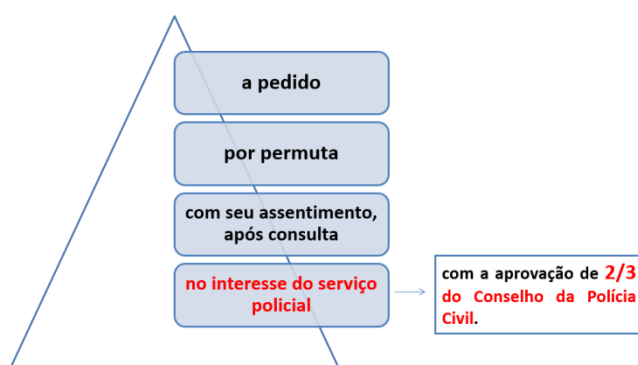 a pedido
por permuta
com seu assentimento,
após consulta
no interesse do serviço
policial
com a aprovação de 2/3
do Conselho da Polícia
Civil.